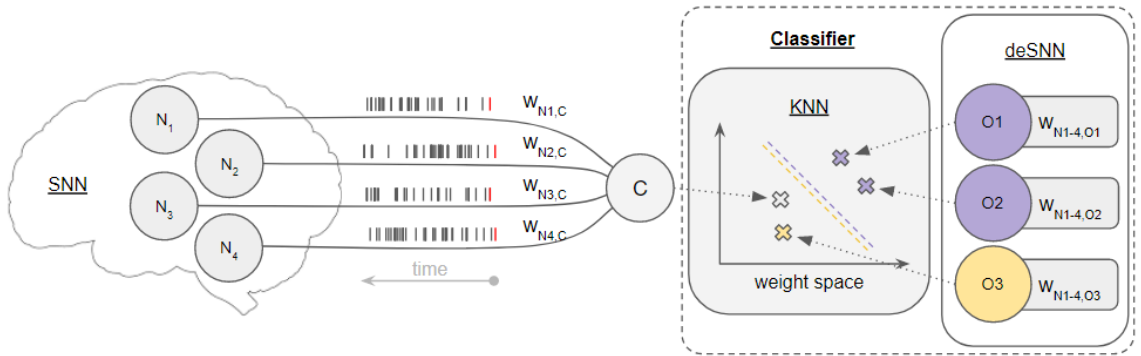 SNN
N1
N2
N3
N4
WN1,C
WN2,C
WN3,C
WN4,C
time
C
Classifier
KNN
weight space
deSNN
O1
WN1-4,O1
O2
WN1-4,O2
O3
WN1-4,O3